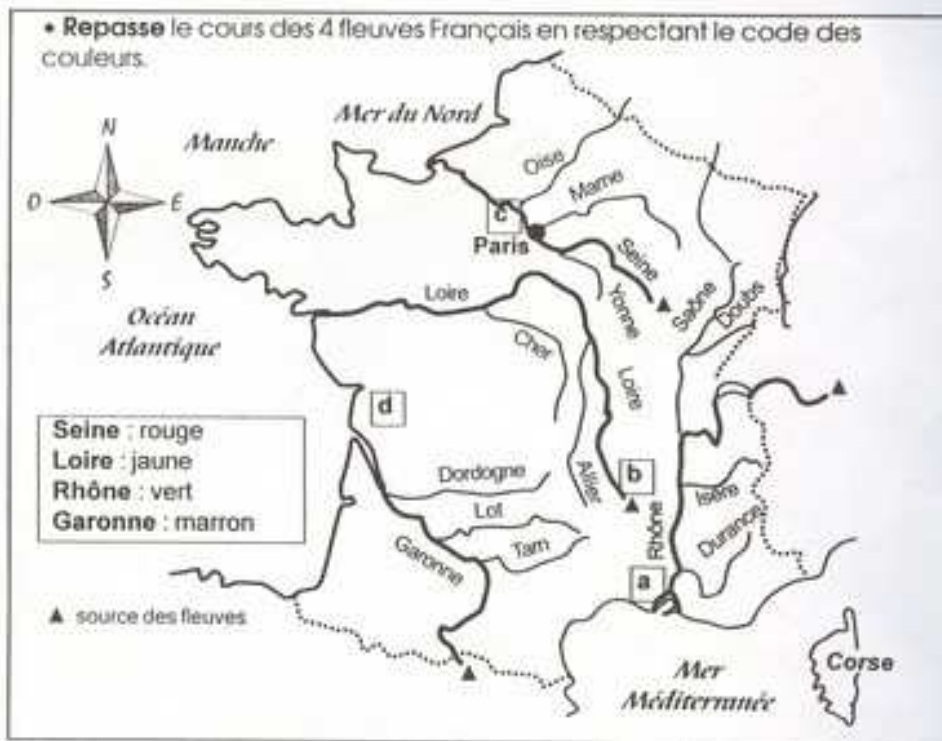 • Repasse le cours des 4 fleuves Français en respectant le code des
couleurs.
Mer du Nord
Manche
N
O
E
S
Oise
Marne
c
Paris
Seine
Yonne
Saône
Doubs
Loire
Océan
Atlantique
Cher
Loire
d
Seine : rouge
Loire : jaune
Rhône : vert
Garonne : marron
Dordogne
Lot
Tarn
Garonne
Allier
b
Rhône
Isère
Durance
a
▲ source des fleuves
Mer
Méditerranée
Corse